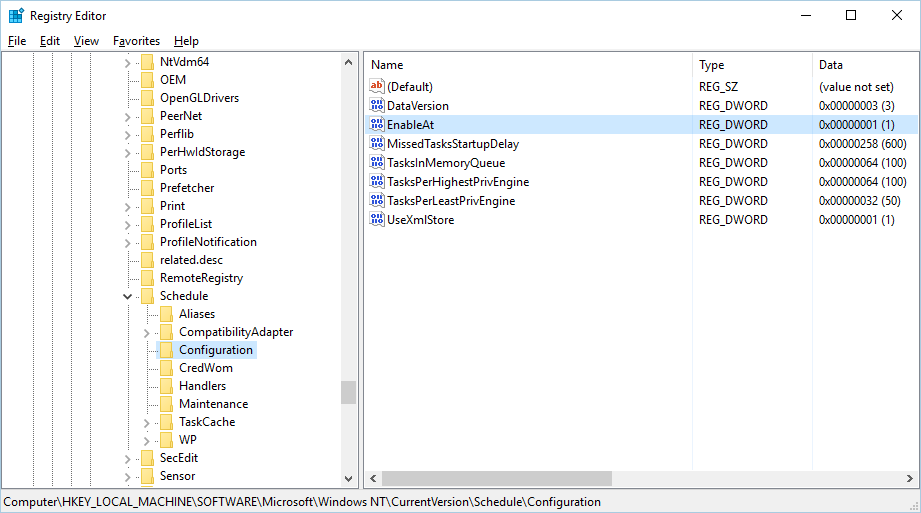 Registry Editor
File Edit View Favorites Help
NtVdm64
OEM
OpenGLDrivers
PeerNet
Perflib
PerHwIdStorage
Ports
Prefetcher
Print
ProfileList
ProfileNotification
related.desc
RemoteRegistry
Schedule
Aliases
CompatibilityAdapter
Configuration
CredWom
Handlers
Maintenance
TaskCache
WP
SecEdit
Sensor
Name Type Data
ab (Default) REG_SZ (value not set)
DataVersion REG_DWORD 0x00000003 (3)
EnableAt REG_DWORD 0x00000001 (1)
MissedTasksStartupDelay REG_DWORD 0x00000258 (600)
TasksInMemoryQueue REG_DWORD 0x00000064 (100)
TasksPerHighestPrivEngine REG_DWORD 0x00000064 (100)
TasksPerLeastPrivEngine REG_DWORD 0x00000032 (50)
UseXmlStore REG_DWORD 0x00000001 (1)
Computer\HKEY_LOCAL_MACHINE\SOFTWARE\Microsoft\Windows NT\CurrentVersion\Schedule\Configuration